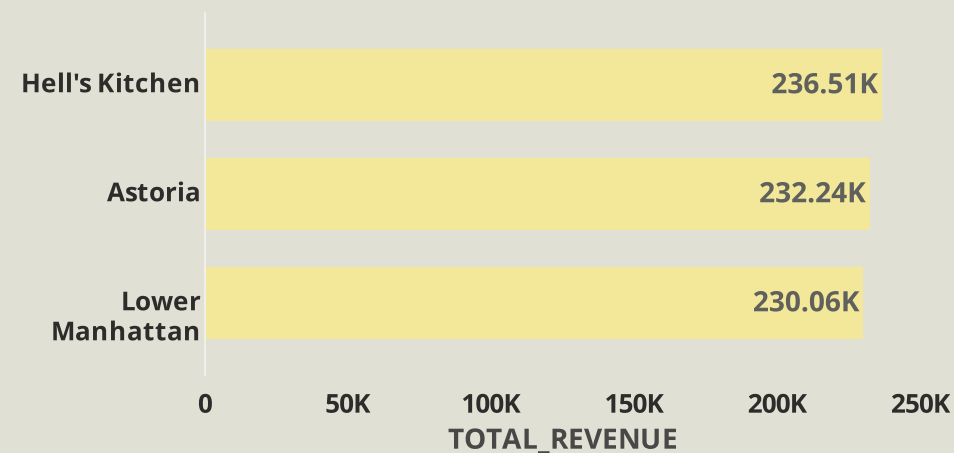 Hell's Kitchen
236.51K
Astoria
232.24K
Lower
Manhattan
230.06K
0 50K 100K 150K 200K 250K
TOTAL_REVENUE